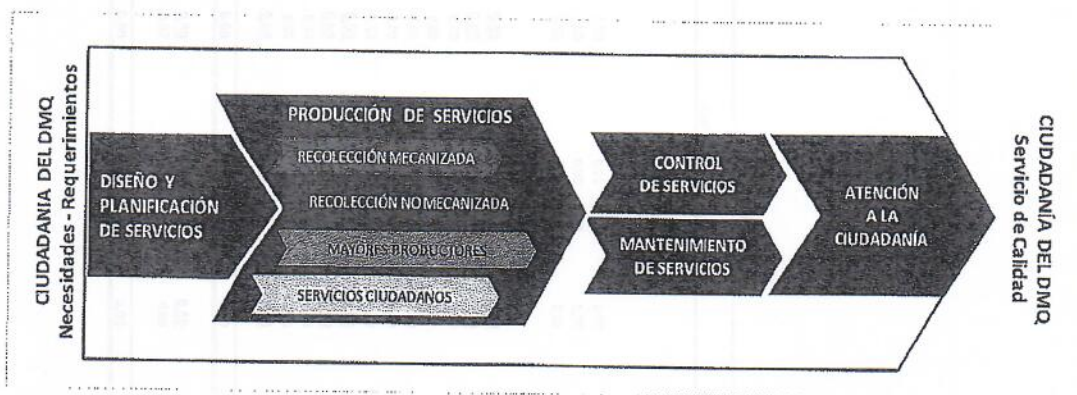 CIUDADANIA DEL DMQ
Necesidadas - Requerimientos
DISEÑO Y
PLANIFICACIÓN
DE SERVICIOS
PRODUCCIÓN DE SERVICIOS
RECOLECCIÓN MECANIZADA
RECOLECCIÓN NO MECANIZADA
MAYORES PRODUCTORES
SERVICIOS CIUDADANOS
CONTROL
DE SERVICIOS
MANTENIMIENTO
DE SERVICIOS
ATENCIÓN
A LA
CIUDADANÍA
CIUDADANÍA DEL DMQ
Servicio de Calidad